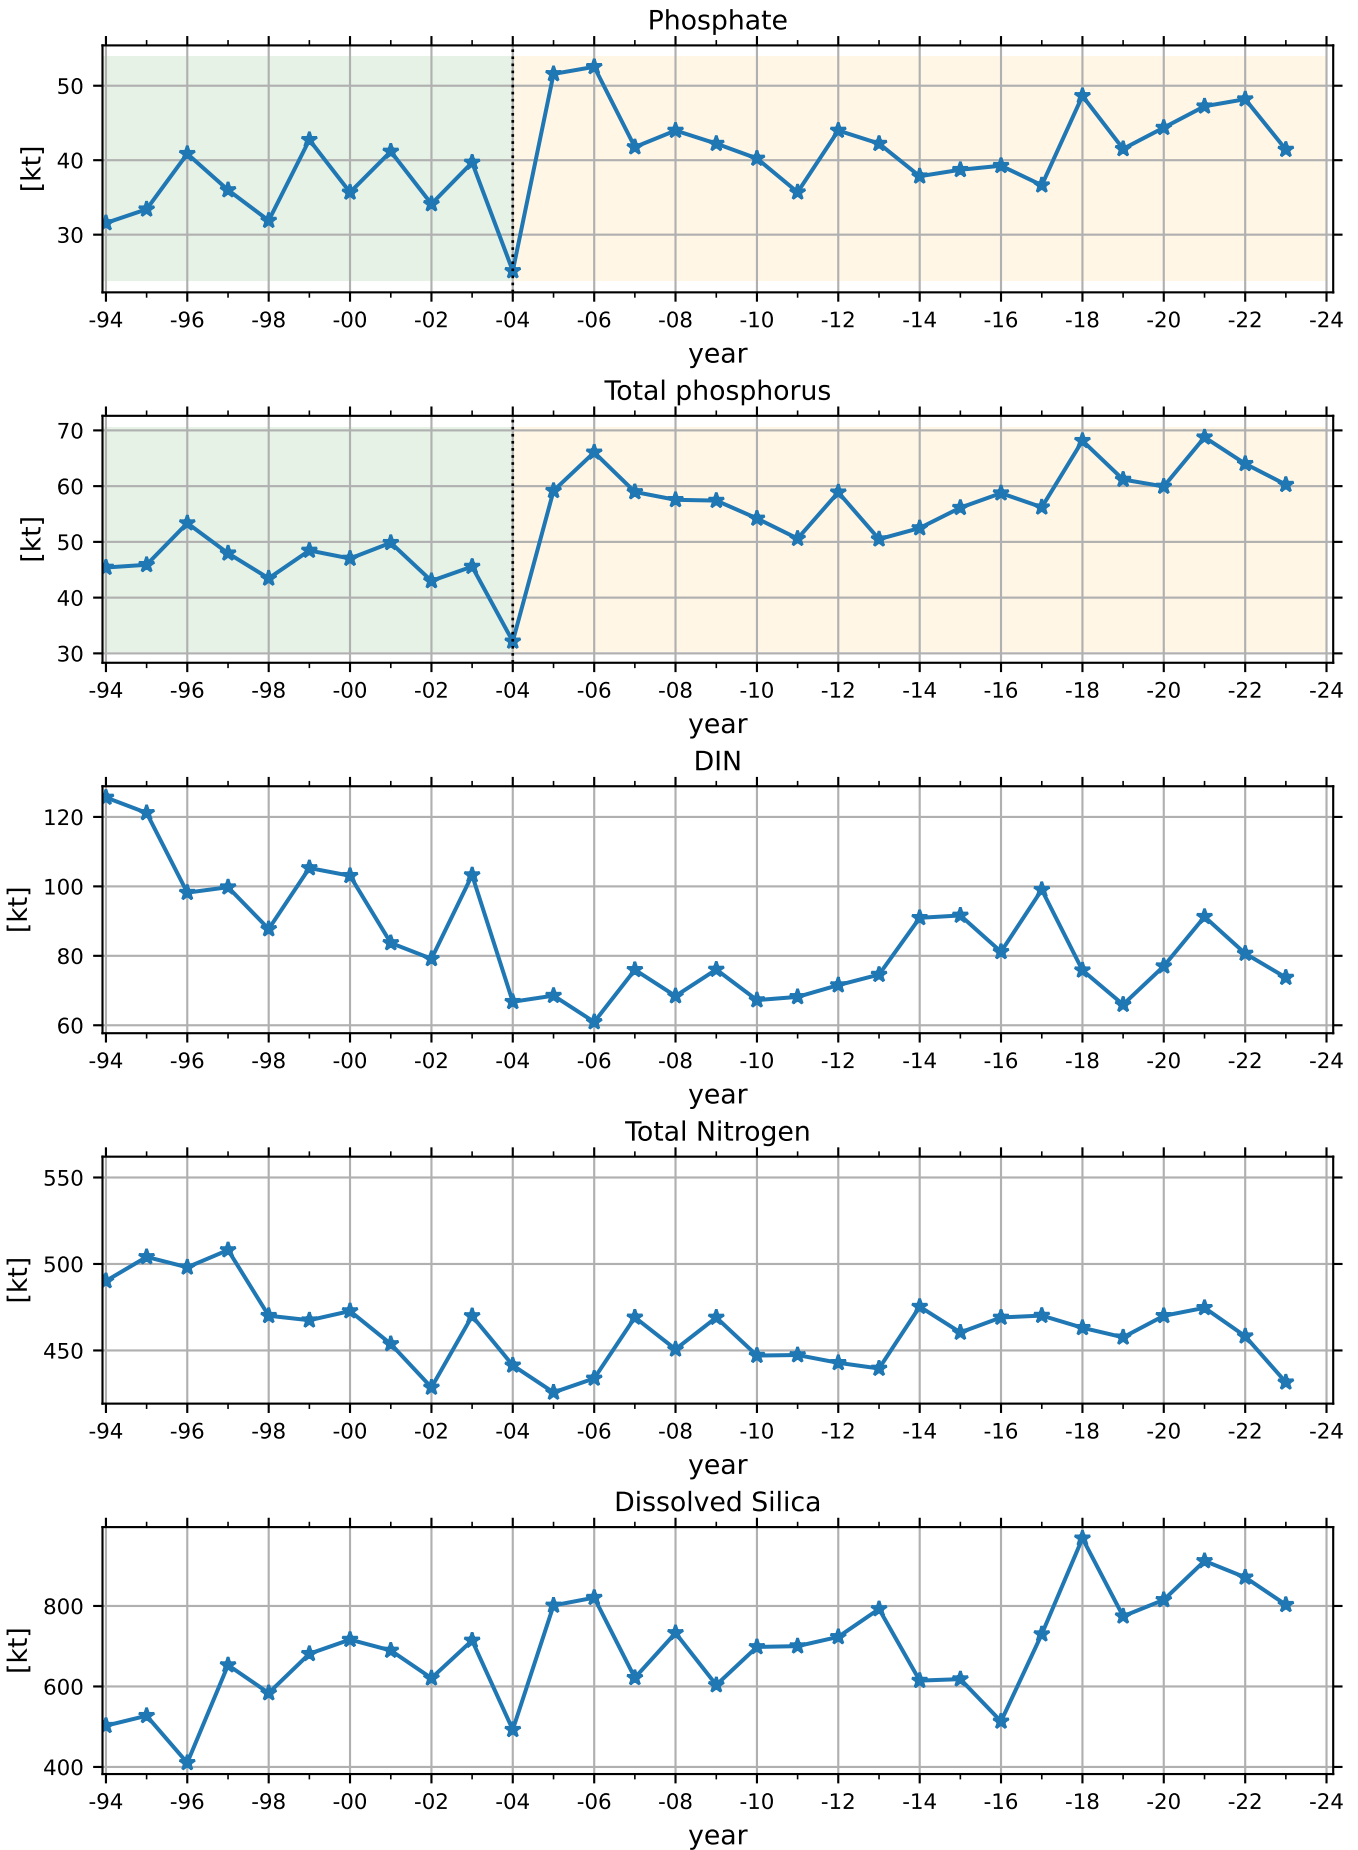 Phosphate
50
40
30
[kt]
-94 -96 -98 -00 -02 -04 -06 -08 -10 -12 -14 -16 -18 -20 -22 -24
year
Total phosphorus
70
60
50
40
30
[kt]
-94 -96 -98 -00 -02 -04 -06 -08 -10 -12 -14 -16 -18 -20 -22 -24
year
DIN
120
100
80
60
[kt]
-94 -96 -98 -00 -02 -04 -06 -08 -10 -12 -14 -16 -18 -20 -22 -24
year
Total Nitrogen
550
500
450
[kt]
-94 -96 -98 -00 -02 -04 -06 -08 -10 -12 -14 -16 -18 -20 -22 -24
year
Dissolved Silica
800
600
400
[kt]
-94 -96 -98 -00 -02 -04 -06 -08 -10 -12 -14 -16 -18 -20 -22 -24
year